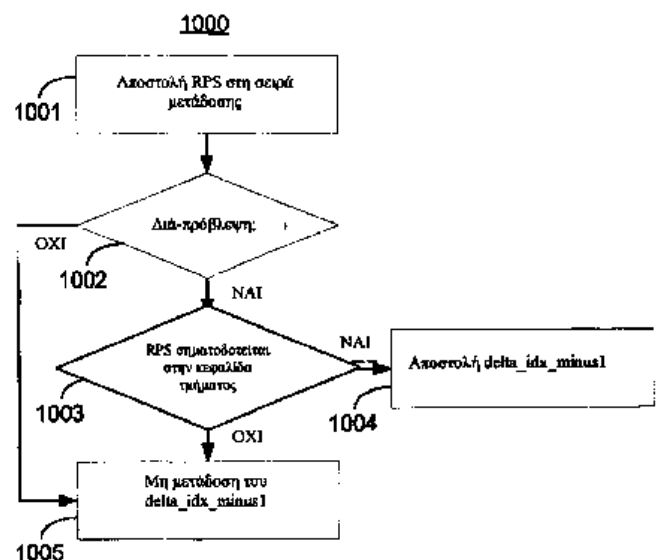 1000
Αποστολή RPS στη σειρά
μετάδοσης
1001
Διά-πρόβλεψη;
ΟΧΙ
1002
ΝΑΙ
RPS σηματοδοτείται
στην κεφαλίδα
τμήματος
ΝΑΙ
Αποστολή delta_idx_minus1
1003
1004
ΟΧΙ
Μη μετάδοση του
delta_idx_minus1
1005